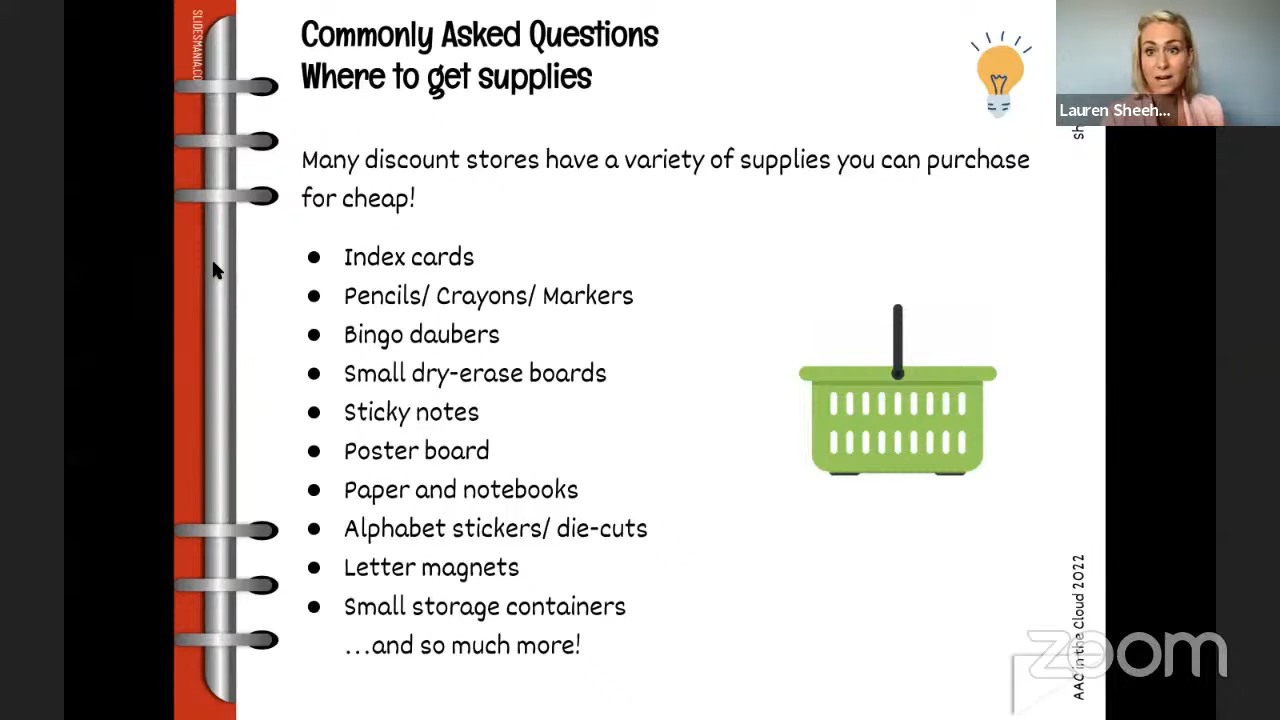 SLIDESMANIA.CO
Commonly Asked Questions
Where to get supplies
Lauren Sheeh...
Many discount stores have a variety of supplies you can purchase
for cheap!
● Index cards
● Pencils/ Crayons/ Markers
● Bingo daubers
● Small dry-erase boards
● Sticky notes
● Poster board
● Paper and notebooks
● Alphabet stickers/ die-cuts
● Letter magnets
● Small storage containers
...and so much more!
AAC in the Cloud 2022
zoom